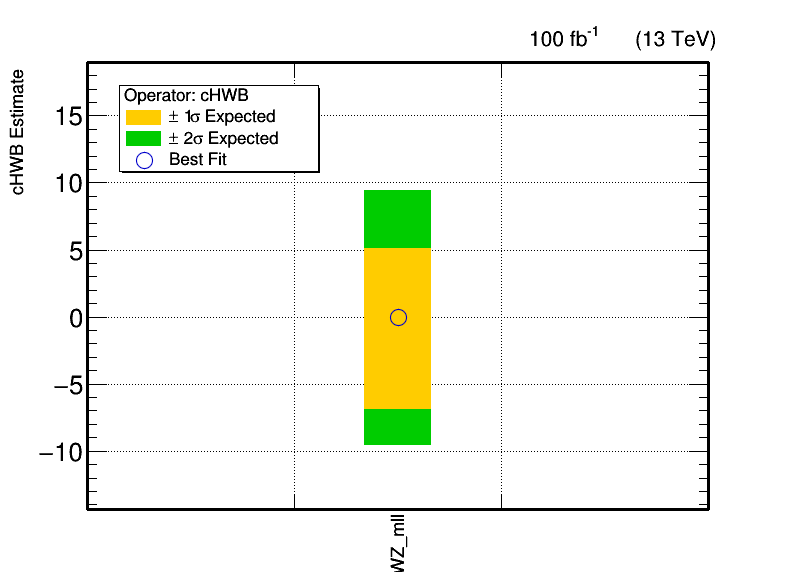 100 fb-1 (13 TeV)
cHWB Estimate
Operator: cHWB
± 1σ Expected
± 2σ Expected
Best Fit
15
10
5
0
−5
−10
WZ_mll